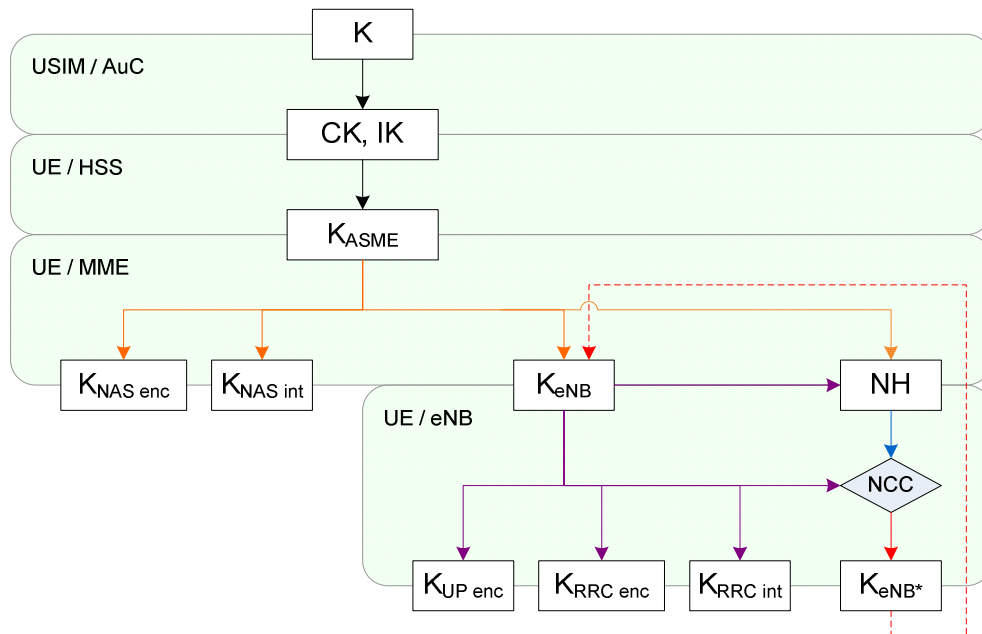 K
USIM / AuC
CK, IK
UE / HSS
KASME
UE / MME
KNAS enc
KNAS int
KeNB
NH
UE / eNB
NCC
KUP enc
KRRC enc
KRRC int
KeNB*